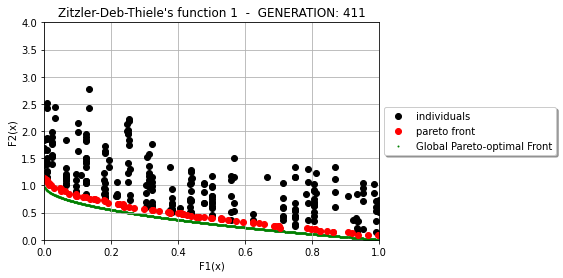 Zitzler-Deb-Thiele's function 1 - GENERATION: 411
4.0
3.5
3.0
2.5
2.0
1.5
1.0
0.5
0.0
F2(x)
0.0 0.2 0.4 0.6 0.8 1.0
F1(x)
individuals
pareto front
Global Pareto-optimal Front